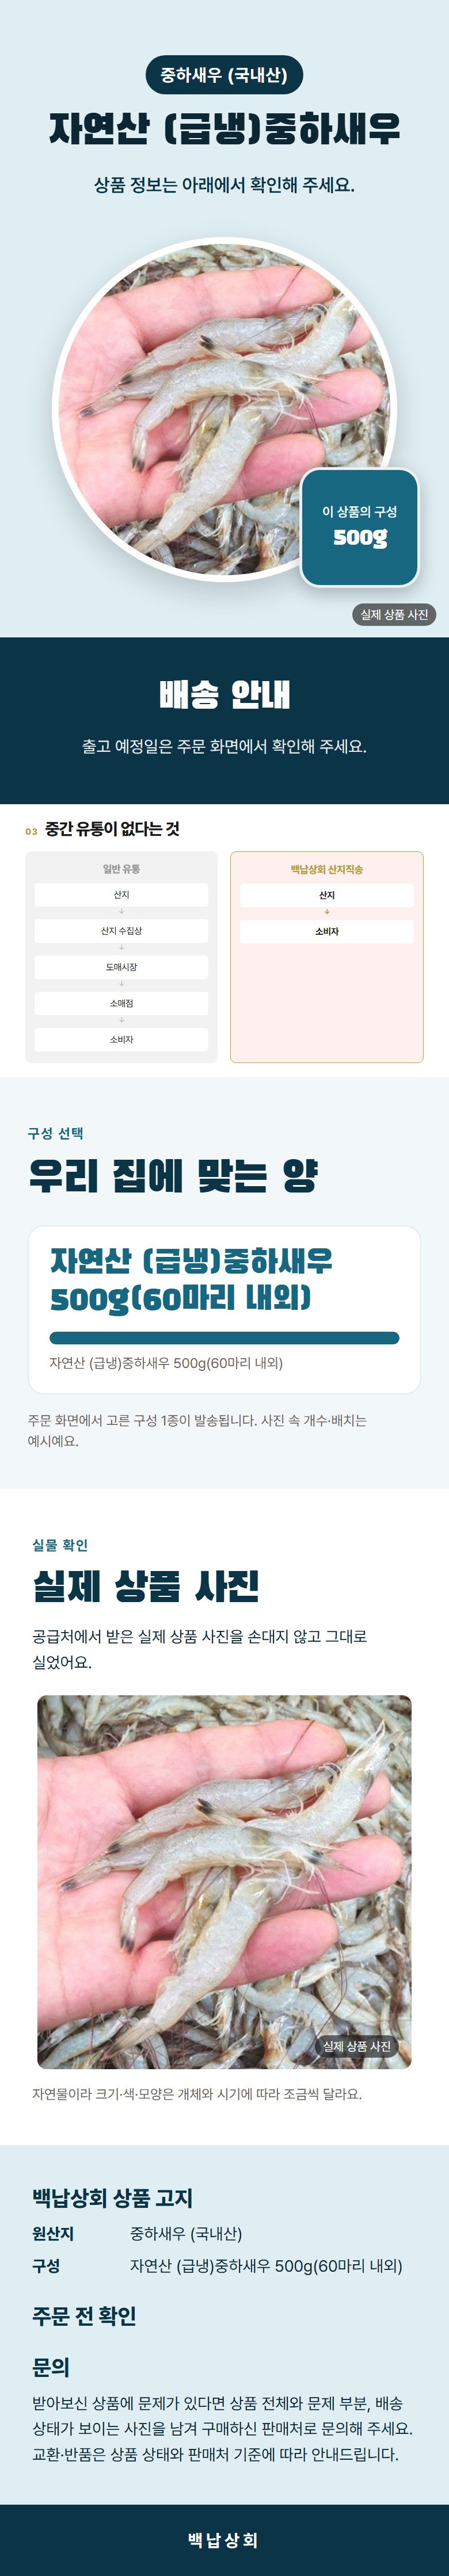 중하새우 (국내산)
자연산 (급냉)중하새우
상품 정보는 아래에서 확인해 주세요.
이 상품의 구성
500g
실제 상품 사진
배송 안내
출고 예정일은 주문 화면에서 확인해 주세요.
03 중간 유통이 없다는 것
일반 유통
산지
↓
산지 수집상
↓
도매시장
↓
소매점
↓
소비자
백납상회 산지직송
산지
↓
소비자
구성 선택
우리 집에 맞는 양
자연산 (급냉)중하새우
500g(60마리 내외)
자연산 (급냉)중하새우 500g(60마리 내외)
주문 화면에서 고른 구성 1종이 발송됩니다. 사진 속 개수·배치는
예시예요.
실물 확인
실제 상품 사진
공급처에서 받은 실제 상품 사진을 손대지 않고 그대로
실었어요.
실제 상품 사진
자연물이라 크기·색·모양은 개체와 시기에 따라 조금씩 달라요.
백납상회 상품 고지
원산지 중하새우 (국내산)
구성 자연산 (급냉)중하새우 500g(60마리 내외)
주문 전 확인
문의
받아보신 상품에 문제가 있다면 상품 전체와 문제 부분, 배송
상태가 보이는 사진을 남겨 구매하신 판매처로 문의해 주세요.
교환·반품은 상품 상태와 판매처 기준에 따라 안내드립니다.
백납상회